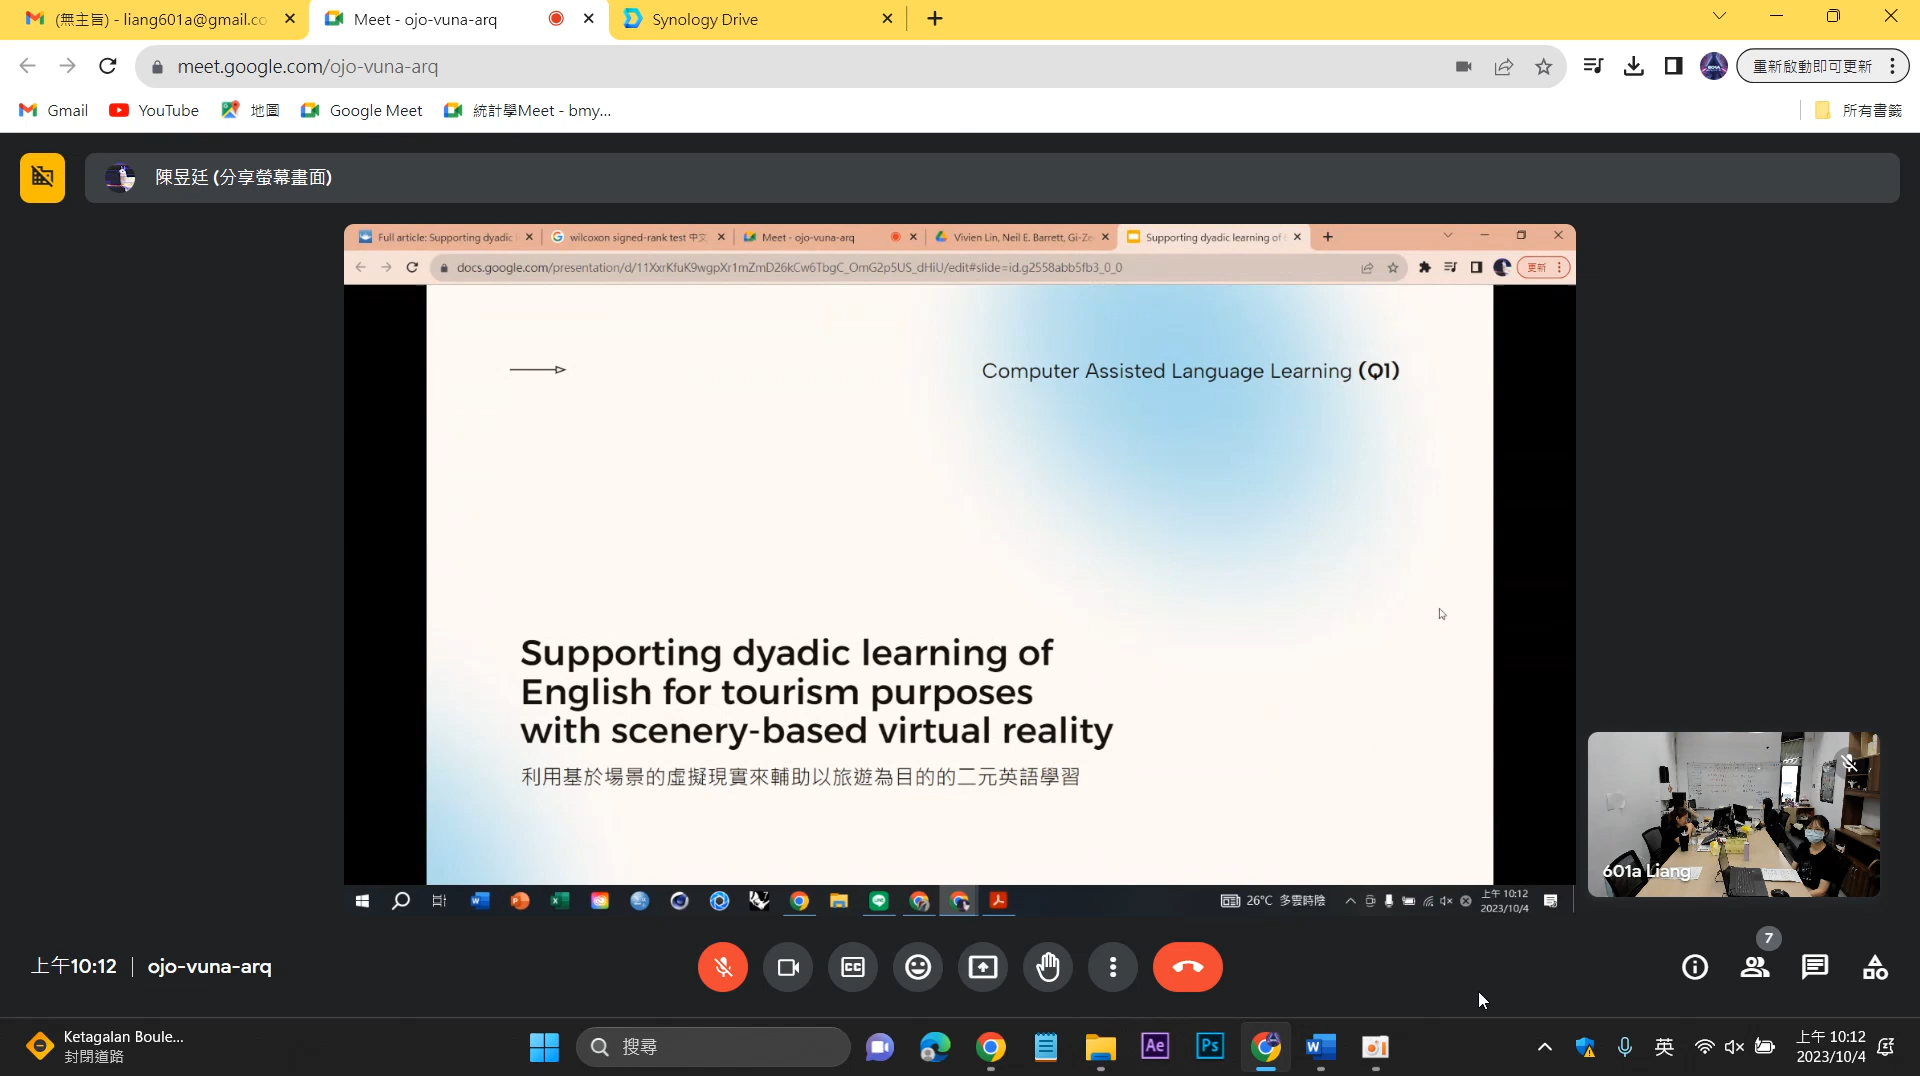 (無主旨) - liang601a@gmail.co
Meet - ojo-vuna-arq
Synology Drive
meet.google.com/ojo-vuna-arq
重新啟動即可更新
Gmail
YouTube
地圖
Google Meet
統計學Meet - bmy...
所有書籤
陳昱廷 (分享螢幕畫面)
Full article: Supporting dyadic l
wilcoxon signed-rank test 中文
Meet - ojo-vuna-arq
Vivien Lin, Neil E. Barrett, Gi-Ze
Supporting dyadic learning of E
docs.google.com/presentation/d/11XxrKfuK9wgpXr1mZmD26kCw6TbgC_OmG2p5US_dHiU/edit#slide=id.g2558abb5fb3_0_0
更新
Computer Assisted Language Learning (Q1)
Supporting dyadic learning of
English for tourism purposes
with scenery-based virtual reality
利用基於場景的虛擬現實來輔助以旅遊為目的的二元英語學習
601a Liang
26°C 多雲時陰
上午 10:12
2023/10/4
上午10:12
ojo-vuna-arq
7
Ketagalan Boule...
封閉道路
搜尋
Ae
Ps
英
上午 10:12
2023/10/4